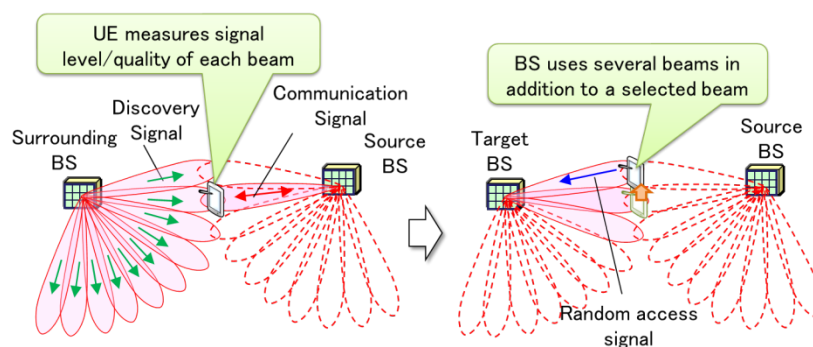 UE measures signal
level/quality of each beam
Discovery
Signal
Communication
Signal
Surrounding
BS
Source
BS
BS uses several beams in
addition to a selected beam
Target
BS
Source
BS
Random access
signal